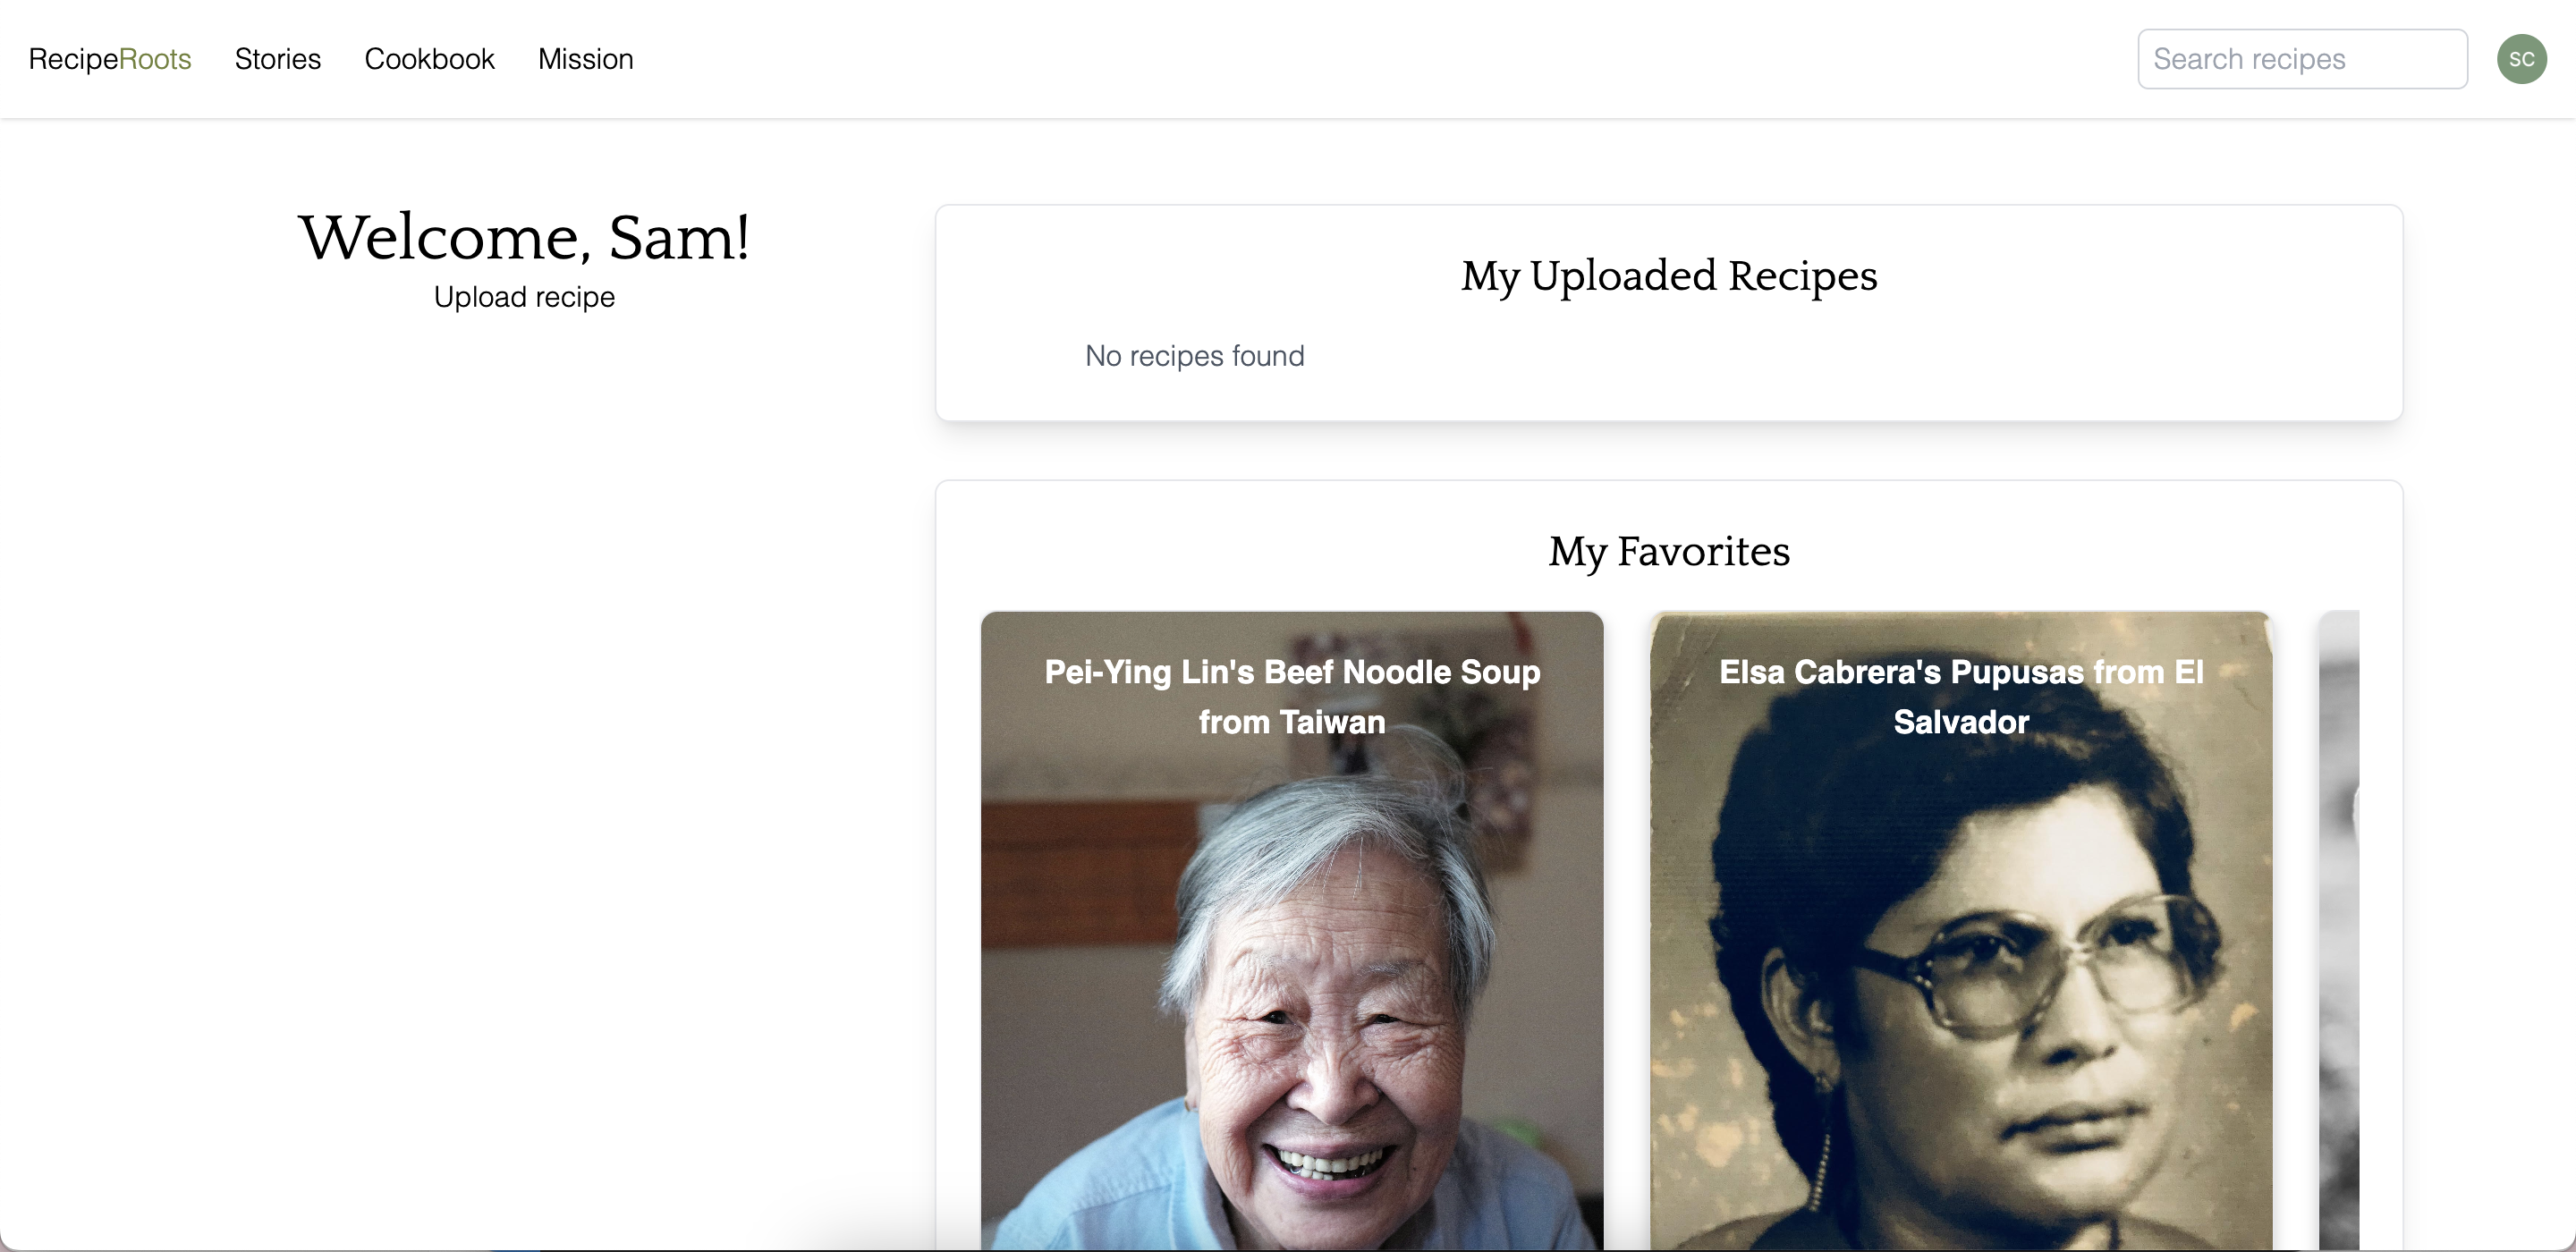 RecipeRoots Stories Cookbook Mission Search recipes SC
Welcome, Sam!
Upload recipe
My Uploaded Recipes
No recipes found
My Favorites
Pei-Ying Lin's Beef Noodle Soup
from Taiwan
Elsa Cabrera's Pupusas from El
Salvador